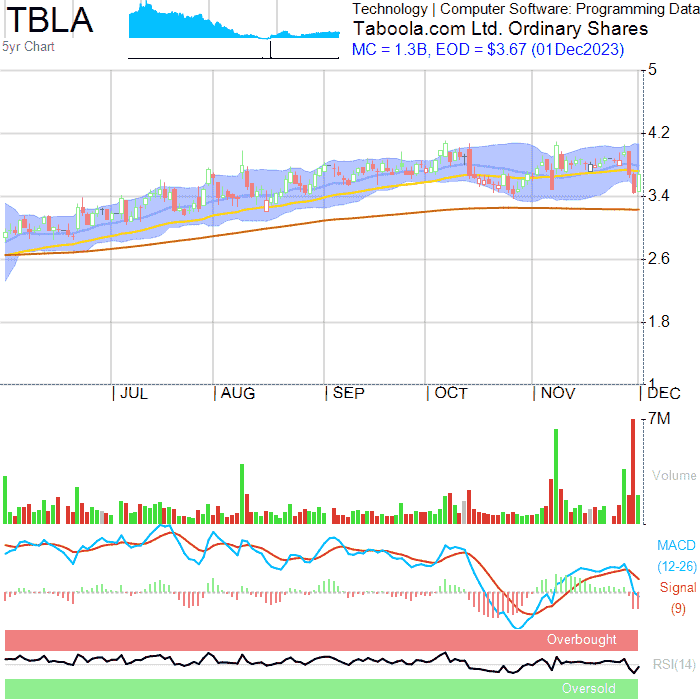 TBLA
5yr Chart
Technology | Computer Software: Programming Data
Taboola.com Ltd. Ordinary Shares
MC = 1.3B, EOD = $3.67 (01Dec2023)
5
4.2
3.4
2.6
1.8
1
JUL
AUG
SEP
OCT
NOV
DEC
7M
Volume
MACD
(12-26)
Signal
(9)
Overbought
RSI(14)
Oversold